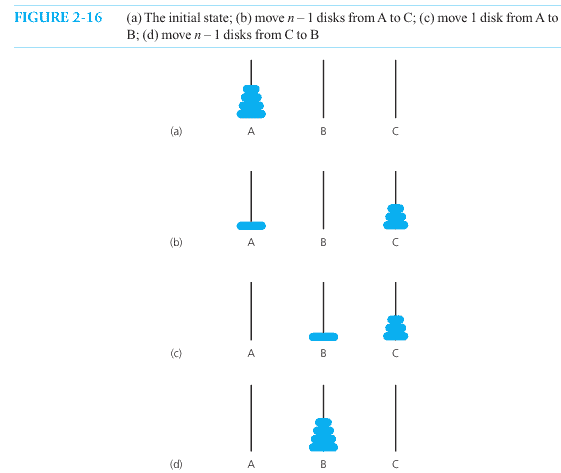 FIGURE 2-16 (a) The initial state; (b) move n – 1 disks from A to C; (c) move 1 disk from A to
B; (d) move n – 1 disks from C to B
(a) A B C
(b) A B C
(c) A B C
(d) A B C